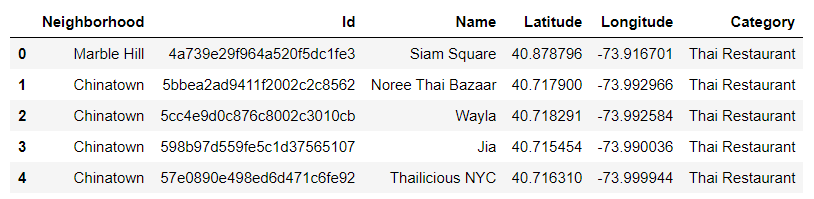 Neighborhood Id Name Latitude Longitude Category
0 Marble Hill 4a739e29f964a520f5dc1fe3 Siam Square 40.878796 -73.916701 Thai Restaurant
1 Chinatown 5bbea2ad9411f2002c2c8562 Noree Thai Bazaar 40.717900 -73.992966 Thai Restaurant
2 Chinatown 5cc4e9d0c876c8002c3010cb Wayla 40.718291 -73.992584 Thai Restaurant
3 Chinatown 598b97d559fe5c1d37565107 Jia 40.715454 -73.990036 Thai Restaurant
4 Chinatown 57e0890e498ed6d471c6fe92 Thailicious NYC 40.716310 -73.999944 Thai Restaurant